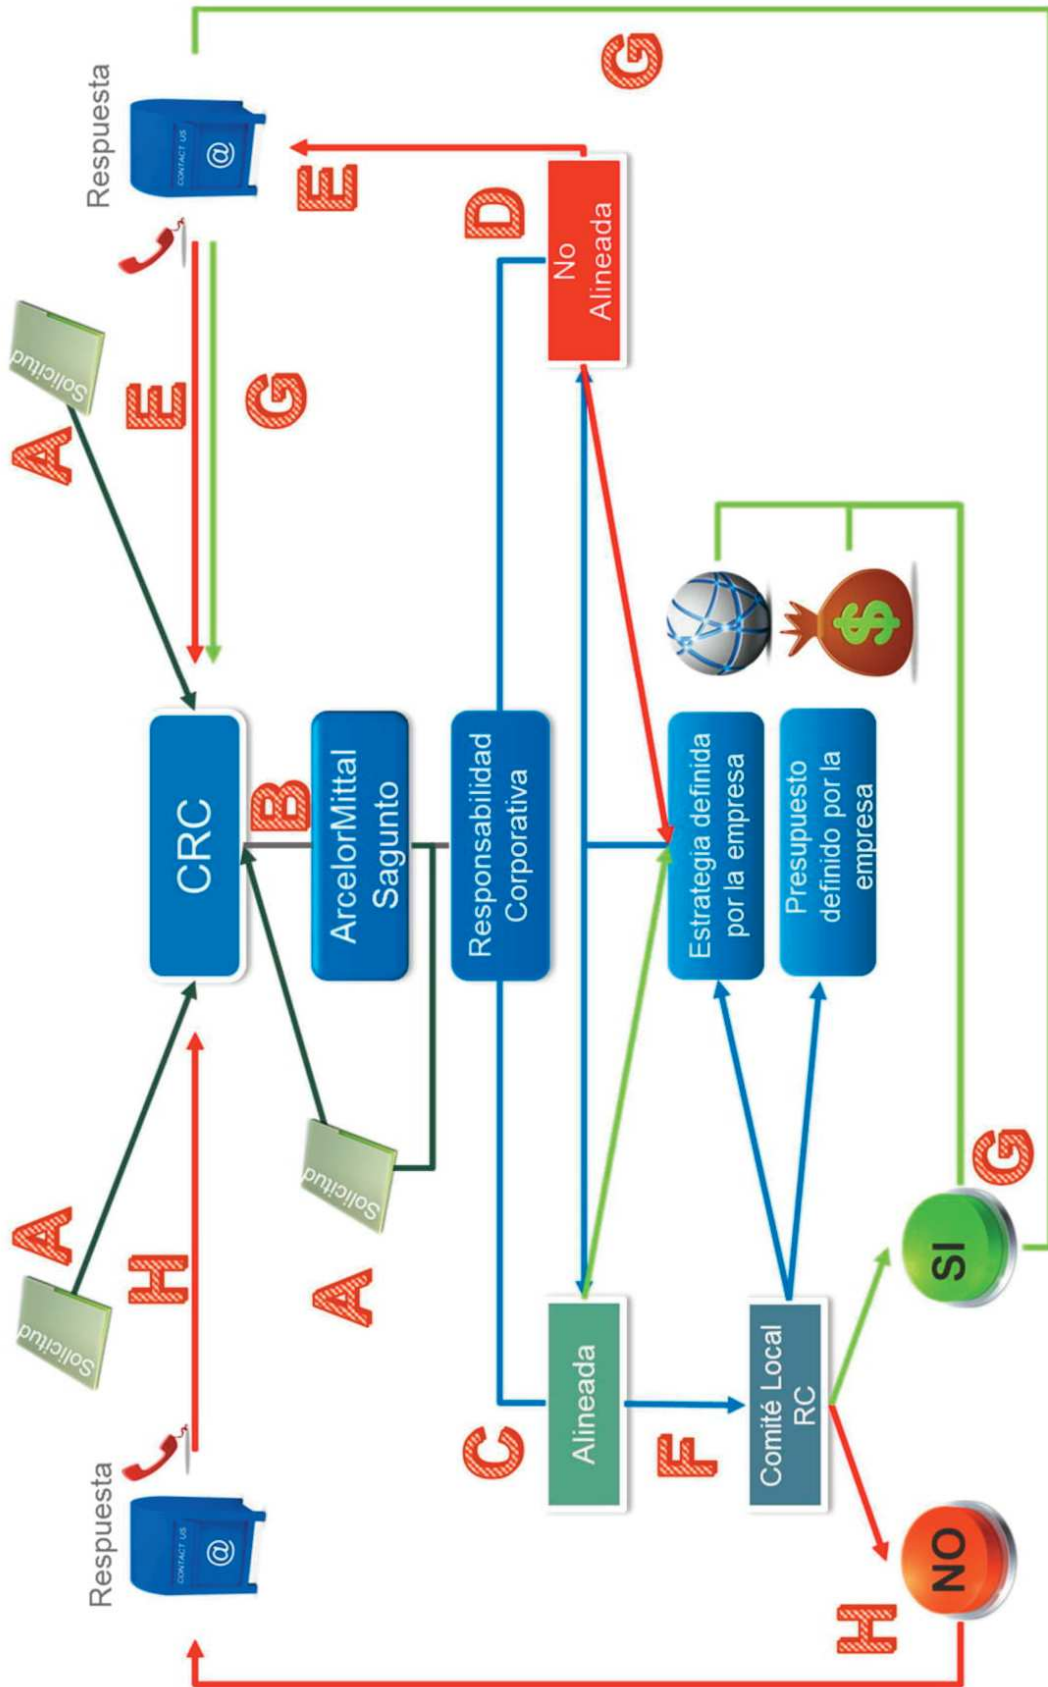 Solicitud
A
A
Solicitud
Respuesta
Respuesta
CONTACT US
@
H
CRC
E
CONTACT US
@
G
B
A
Solicitud
ArcelorMittal
Sagunto
E
C
Responsabilidad
Corporativa
D
Alineada
No
Alineada
G
F
Estrategia definida
por la empresa
Comité Local
RC
Presupuesto
definido por la
empresa
$
H
NO
SI
G